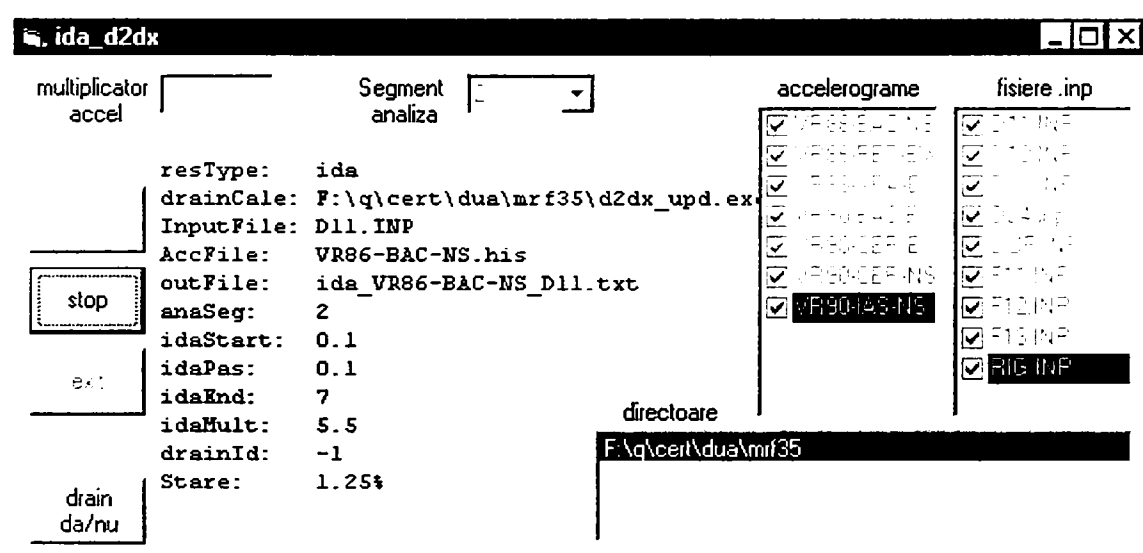 ida_d2dx
multiplicator
accel
Segment
analiza
accelerograme
fisiere .inp
resType: ida
drainCale: F:\q\cert\dua\mrf35\d2dx_upd.ex
InputFile: D11.INP
AccFile: VR86-BAC-NS.his
outFile: ida_VR86-BAC-NS_D11.txt
anaSeg: 2
idaStart: 0.1
idaPas: 0.1
idaEnd: 7
idaMult: 5.5
drainId: -1
Stare: 1.25%
stop
drain
da/nu
VR90-CER-NS
VR90-IAS-NS
F11.INP
F12.INP
F13.INP
RIG.INP
directoare
F:\q\cert\dua\mrf35